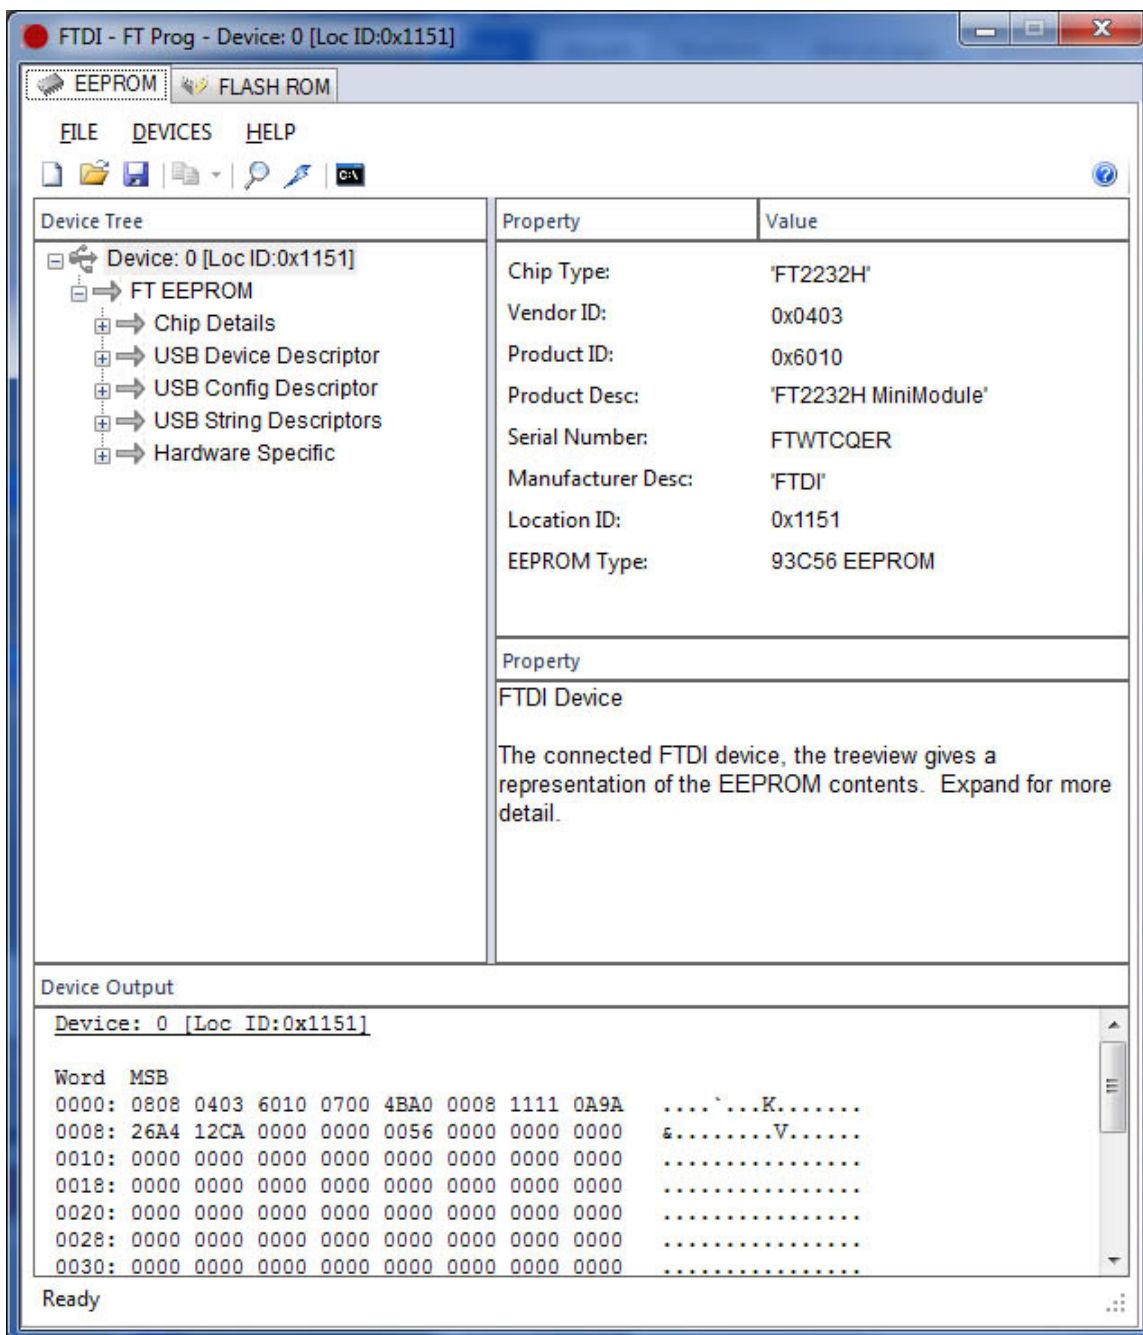 FTDI - FT Prog - Device: 0 [Loc ID:0x1151]
EEPROM FLASH ROM
FILE DEVICES HELP
C:\
Device Tree
Device: 0 [Loc ID:0x1151]
FT EEPROM
Chip Details
USB Device Descriptor
USB Config Descriptor
USB String Descriptors
Hardware Specific
Property Value
Chip Type: 'FT2232H'
Vendor ID: 0x0403
Product ID: 0x6010
Product Desc: 'FT2232H MiniModule'
Serial Number: FTWTCQER
Manufacturer Desc: 'FTDI'
Location ID: 0x1151
EEPROM Type: 93C56 EEPROM
Property
FTDI Device
The connected FTDI device, the treeview gives a
representation of the EEPROM contents.  Expand for more
detail.
Device Output
Device: 0 [Loc ID:0x1151]
Word MSB
0000: 0808 0403 6010 0700 4BA0 0008 1111 0A9A ....`...K.......
0008: 26A4 12CA 0000 0000 0056 0000 0000 0000 &........V......
0010: 0000 0000 0000 0000 0000 0000 0000 0000 ................
0018: 0000 0000 0000 0000 0000 0000 0000 0000 ................
0020: 0000 0000 0000 0000 0000 0000 0000 0000 ................
0028: 0000 0000 0000 0000 0000 0000 0000 0000 ................
0030: 0000 0000 0000 0000 0000 0000 0000 0000 ................
Ready